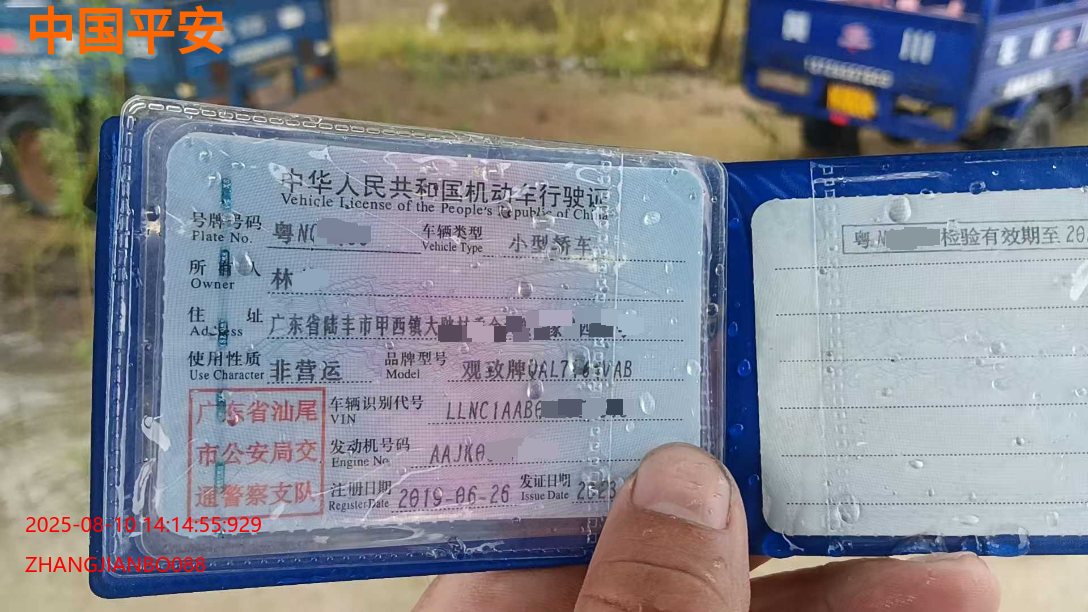 中国平安
中华人民共和国机动车行驶证
Vehicle License of the People's Republic of China
号牌号码 粤N 车辆类型 小型轿车
Plate No. Vehicle Type
所有人 林
Owner
住址 广东省陆丰市甲西镇大
Address
使用性质 非营运 品牌型号 观致牌
Use Character Model
广东省汕尾
市公安局交
通警察支队
车辆识别代号 LLNC1AAB
VIN
发动机号码 AAJKA
Engine No.
注册日期 2019-06-26 发证日期
Register Date Issue Date
粤N 检验有效期至 20
2025-08-10 14:14:55:929
ZHANGJIANBO088